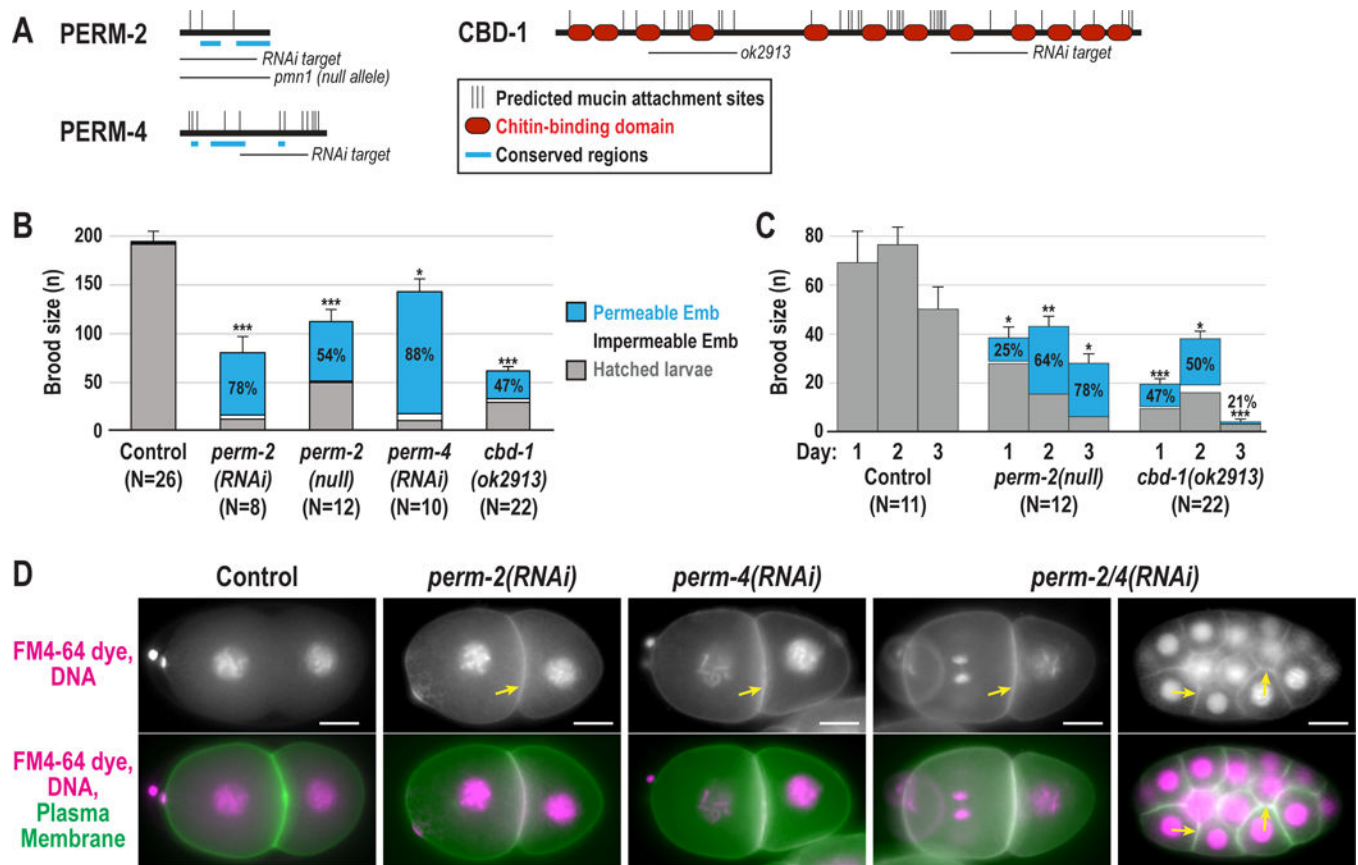 A
PERM-2
RNAi target
pmn1 (null allele)
PERM-4
RNAi target
CBD-1
ok2913
RNAi target
Predicted mucin attachment sites
Chitin-binding domain
Conserved regions
B
Brood size (n)
200
150
100
50
0
***
78%
***
54%
*
88%
***
47%
Control
(N=26)
perm-2
(RNAi)
(N=8)
perm-2
(null)
(N=12)
perm-4
(RNAi)
(N=10)
cbd-1
(ok2913)
(N=22)
Permeable Emb
Impermeable Emb
Hatched larvae
C
Brood size (n)
80
60
40
20
0
*
25%
**
64%
*
78%
***
47%
*
50%
21%
***
Day: 1 2 3 1 2 3 1 2 3
Control
(N=11)
perm-2(null)
(N=12)
cbd-1(ok2913)
(N=22)
D
Control
perm-2(RNAi)
perm-4(RNAi)
perm-2/4(RNAi)
FM4-64 dye,
DNA
FM4-64 dye,
DNA,
Plasma
Membrane